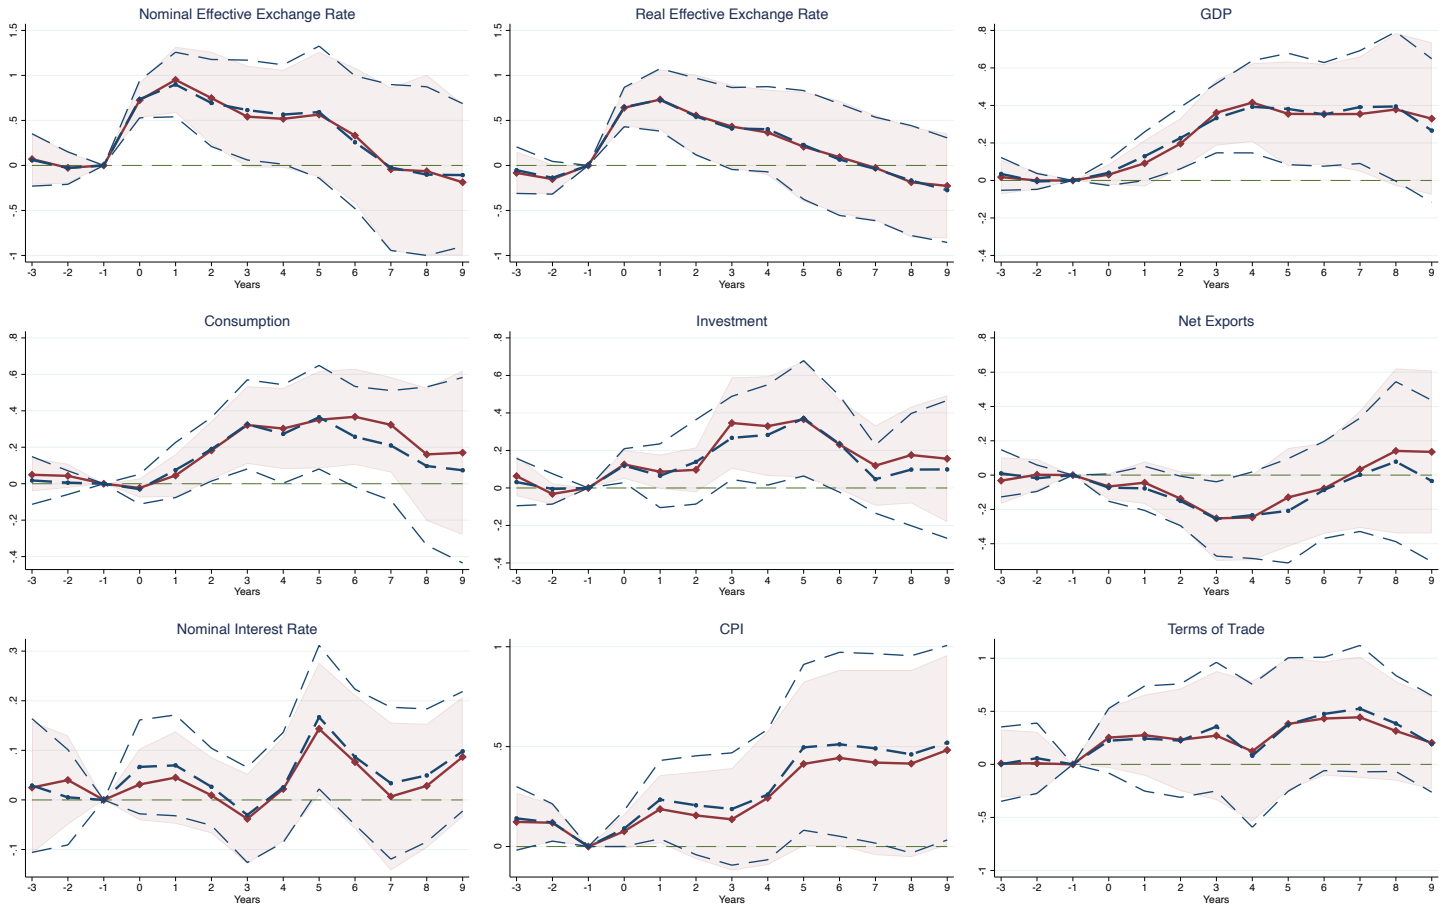 Nominal Effective Exchange Rate
1.5
1
.5
0
-.5
-1
-3 -2 -1 0 1 2 3 4 5 6 7 8 9
Years
Real Effective Exchange Rate
1.5
1
.5
0
-.5
-1
-3 -2 -1 0 1 2 3 4 5 6 7 8 9
Years
GDP
.8
.6
.4
.2
0
-.2
-.4
-3 -2 -1 0 1 2 3 4 5 6 7 8 9
Years
Consumption
.8
.6
.4
.2
0
-.2
-.4
-3 -2 -1 0 1 2 3 4 5 6 7 8 9
Years
Investment
.8
.6
.4
.2
0
-.2
-.4
-3 -2 -1 0 1 2 3 4 5 6 7 8 9
Years
Net Exports
.8
.6
.4
.2
0
-.2
-.4
-3 -2 -1 0 1 2 3 4 5 6 7 8 9
Years
Nominal Interest Rate
.3
.2
.1
0
-.1
-3 -2 -1 0 1 2 3 4 5 6 7 8 9
Years
CPI
1
.5
0
-3 -2 -1 0 1 2 3 4 5 6 7 8 9
Years
Terms of Trade
1
.5
0
-.5
-1
-3 -2 -1 0 1 2 3 4 5 6 7 8 9
Years